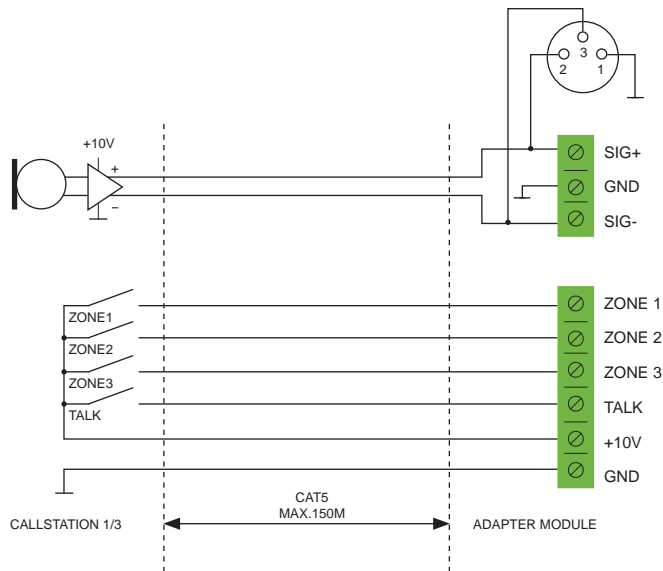 3
2 1
+10V
+
−
SIG+
GND
SIG-
ZONE1
ZONE2
ZONE3
TALK
ZONE 1
ZONE 2
ZONE 3
TALK
+10V
GND
CALLSTATION 1/3
CAT5
MAX.150M
ADAPTER MODULE